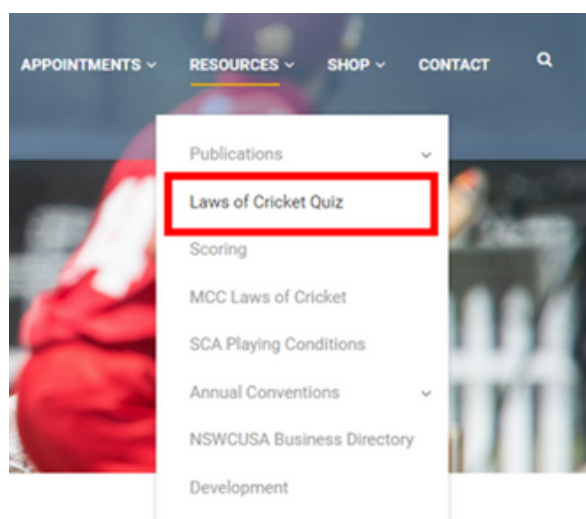 APPOINTMENTS RESOURCES SHOP CONTACT
Publications
Laws of Cricket Quiz
Scoring
MCC Laws of Cricket
SCA Playing Conditions
Annual Conventions
NSWCUSA Business Directory
Development